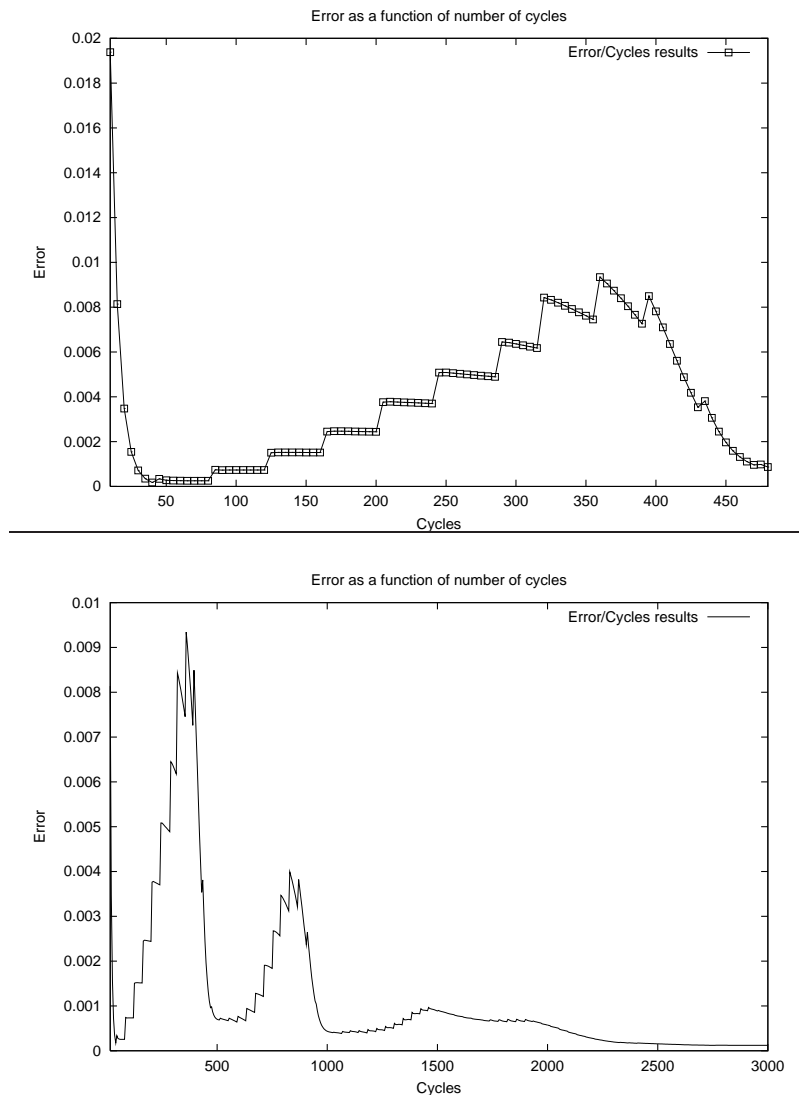 Error as a function of number of cycles
Error/Cycles results
0.02
0.018
0.016
0.014
0.012
0.01
0.008
0.006
0.004
0.002
0
Error
50 100 150 200 250 300 350 400 450
Cycles
Error as a function of number of cycles
Error/Cycles results
0.01
0.009
0.008
0.007
0.006
0.005
0.004
0.003
0.002
0.001
0
Error
500 1000 1500 2000 2500 3000
Cycles